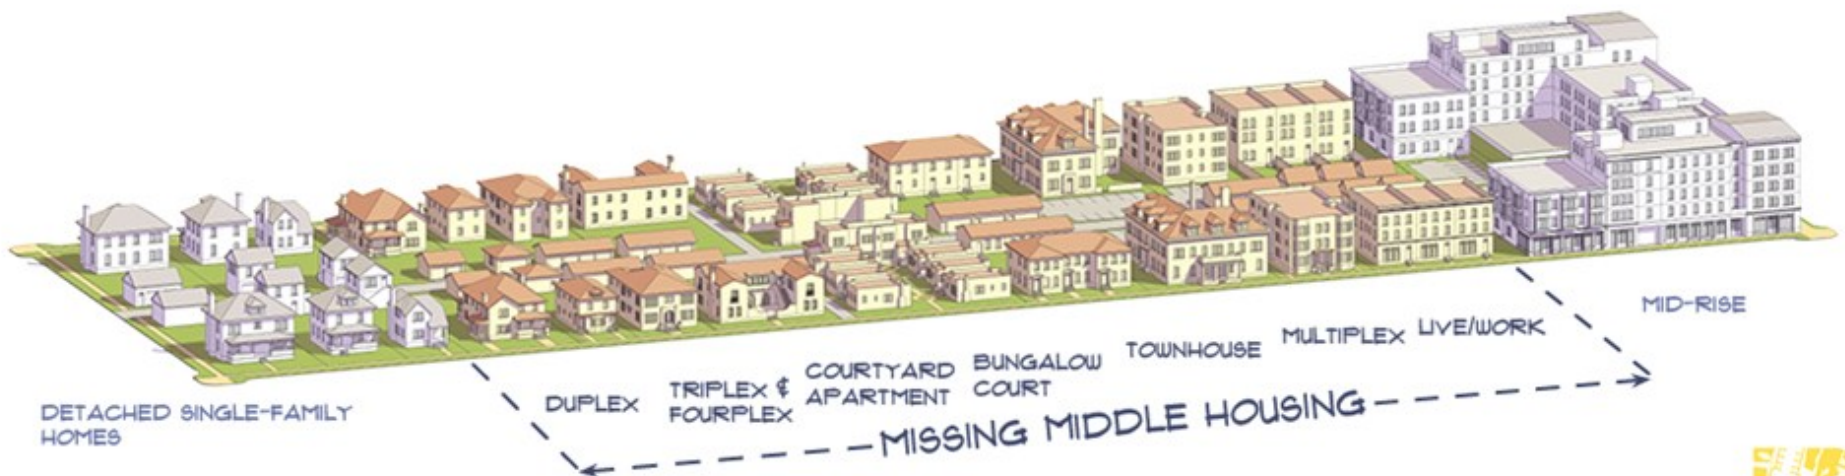 DETACHED SINGLE-FAMILY
HOMES
DUPLEX
TRIPLEX &
FOURPLEX
COURTYARD
APARTMENT
BUNGALOW
COURT
TOWNHOUSE
MULTIPLEX
LIVE/WORK
MID-RISE
MISSING MIDDLE HOUSING